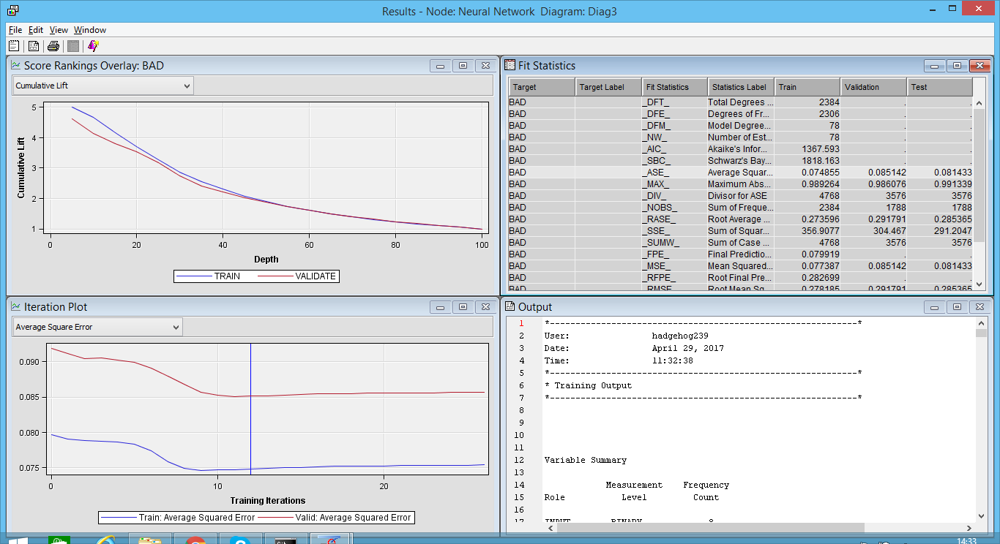 Results - Node: Neural Network Diagram: Diag3
File Edit View Window
Score Rankings Overlay: BAD
Cumulative Lift
5
4
3
2
1
Cumulative Lift
0 20 40 60 80 100
Depth
TRAIN VALIDATE
Fit Statistics
Target Target Label Fit Statistics Statistics Label Train Validation Test
BAD _DFT_ Total Degrees ... 2384 . .
BAD _DFE_ Degrees of Fr... 2306 . .
BAD _DFM_ Model Degree... 78 . .
BAD _NW_ Number of Est... 78 . .
BAD _AIC_ Akaike's Infor... 1367.593 . .
BAD _SBC_ Schwarz's Bay... 1818.163 . .
BAD _ASE_ Average Squar... 0.074855 0.085142 0.081433
BAD _MAX_ Maximum Abs... 0.989264 0.986076 0.991339
BAD _DIV_ Divisor for ASE 4768 3576 3576
BAD _NOBS_ Sum of Freque... 2384 1788 1788
BAD _RASE_ Root Average ... 0.273596 0.291791 0.285365
BAD _SSE_ Sum of Squar... 356.9077 304.467 291.2047
BAD _SUMW_ Sum of Case ... 4768 3576 3576
BAD _FPE_ Final Predictio... 0.079919 . .
BAD _MSE_ Mean Squared... 0.077387 0.085142 0.081433
BAD _RFPE_ Root Final Pre... 0.282699 . .
BAD _RMSE_ Root Mean Sq... 0.278185 0.291791 0.285365
Iteration Plot
Average Square Error
0.090
0.085
0.080
0.075
0 10 20
Training Iterations
Train: Average Squared Error Valid: Average Squared Error
Output
1 *------------------------------------------------------------*
2 User: hadgehog239
3 Date: April 29, 2017
4 Time: 11:32:38
5 *------------------------------------------------------------*
6 * Training Output
7 *------------------------------------------------------------*
8
9
10
11
12 Variable Summary
13
14 Measurement Frequency
15 Role Level Count
16
17 INPUT BINARY 8
14:33